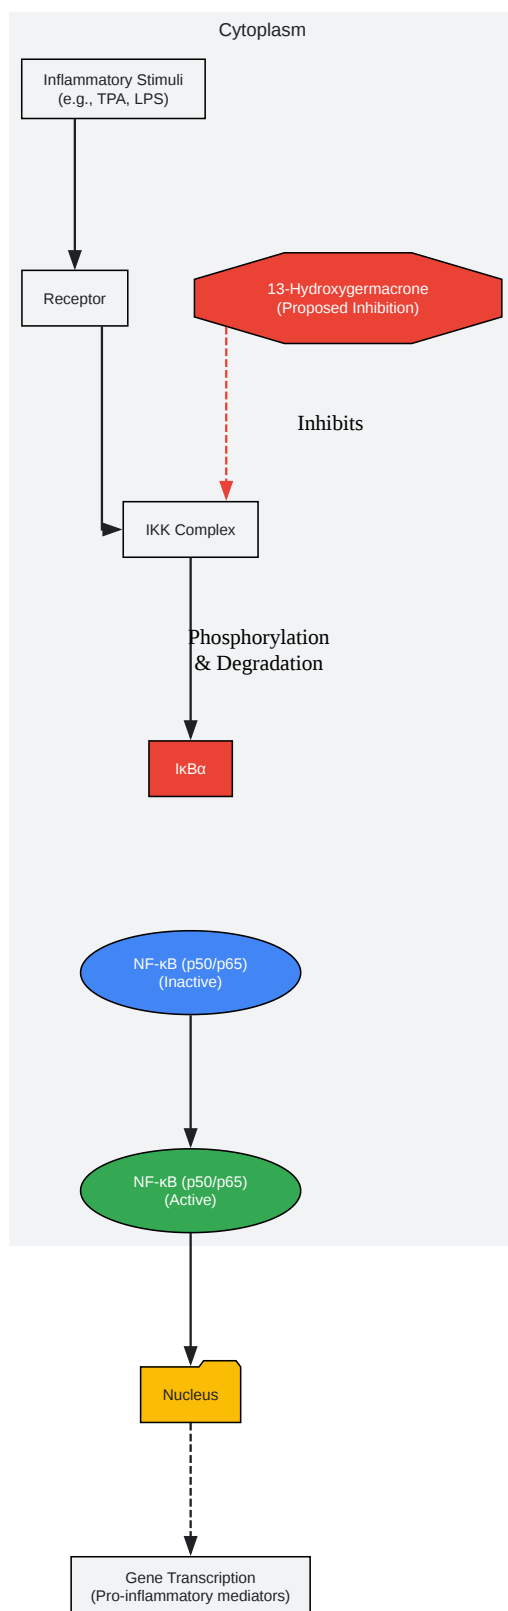 Cytoplasm
Inflammatory Stimuli
(e.g., TPA, LPS)
Receptor
13-Hydroxygermacrone
(Proposed Inhibition)
Inhibits
IKK Complex
Phosphorylation
& Degradation
IκBα
NF-κB (p50/p65)
(Inactive)
NF-κB (p50/p65)
(Active)
Nucleus
Gene Transcription
(Pro-inflammatory mediators)